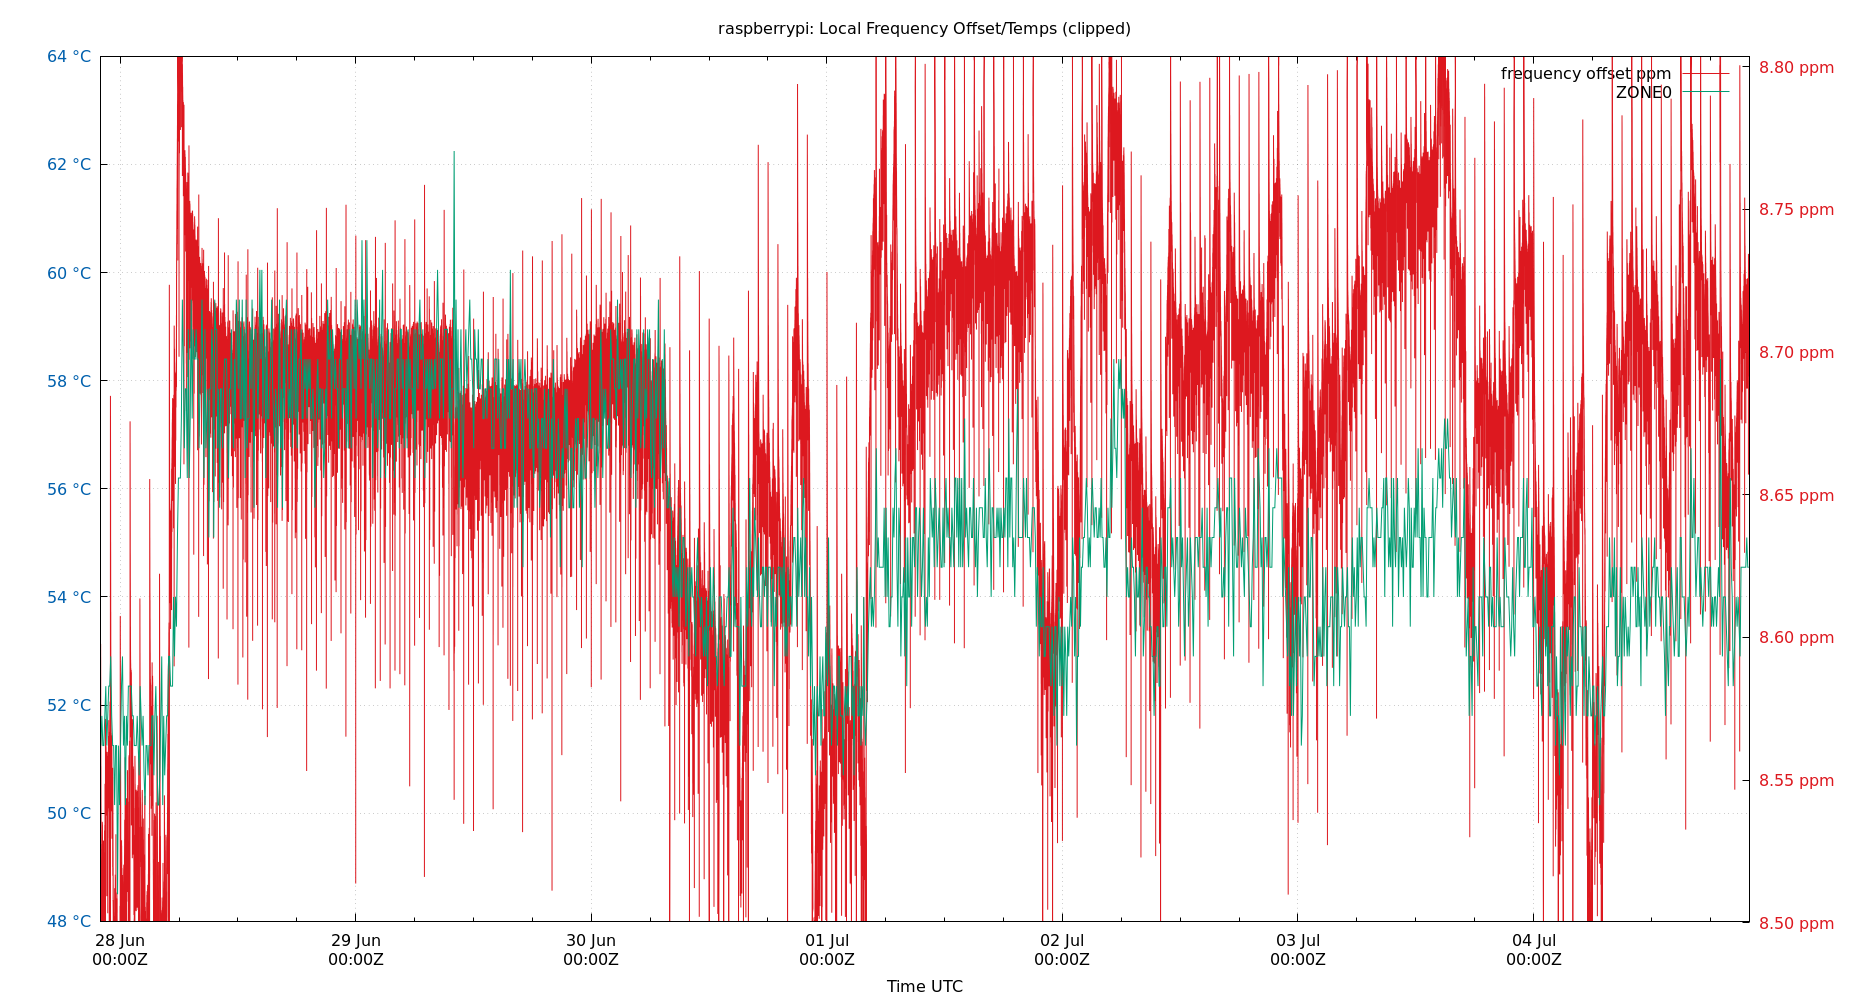 raspberrypi: Local Frequency Offset/Temps (clipped)
64 °C
62 °C
60 °C
58 °C
56 °C
54 °C
52 °C
50 °C
48 °C
frequency offset ppm
ZONE0
8.80 ppm
8.75 ppm
8.70 ppm
8.65 ppm
8.60 ppm
8.55 ppm
8.50 ppm
28 Jun
00:00Z
29 Jun
00:00Z
30 Jun
00:00Z
01 Jul
00:00Z
02 Jul
00:00Z
03 Jul
00:00Z
04 Jul
00:00Z
Time UTC